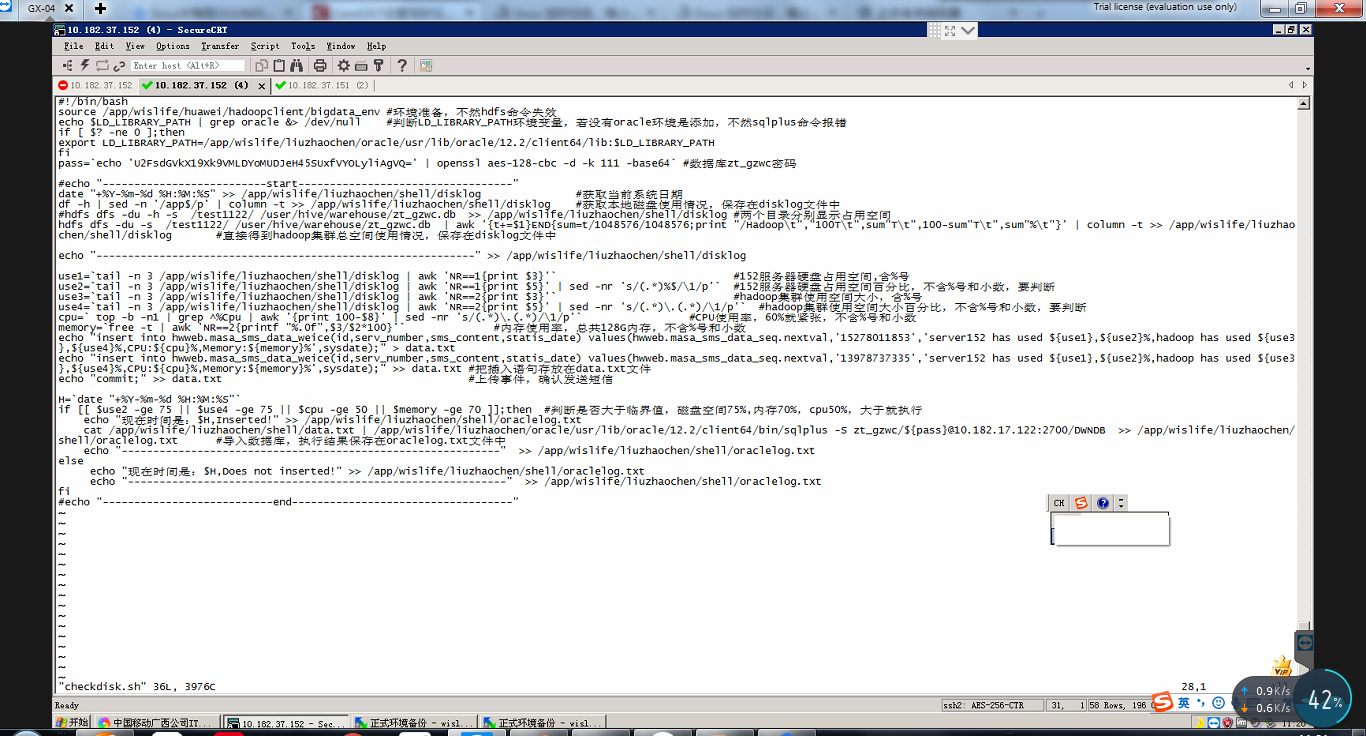 GX-04
Trial license (evaluation use only)
10.182.37.152 (4) - SecureCRT
File Edit View Options Transfer Script Tools Window Help
Enter host <Alt+R>
10.182.37.152
10.182.37.152 (4)
10.182.37.151 (2)
#!/bin/bash
source /app/wislife/huawei/hadoopclient/bigdata_env #环境准备，不然hdfs命令失效
echo $LD_LIBRARY_PATH | grep oracle &> /dev/null #判断LD_LIBRARY_PATH环境变量，若没有oracle环境是添加，不然sqlplus命令报错
if [ $? -ne 0 ];then
export LD_LIBRARY_PATH=/app/wislife/liuzhaochen/oracle/usr/lib/oracle/12.2/client64/lib:$LD_LIBRARY_PATH
fi
pass=`echo 'U2FsdGVkX19Xk9VMLDYoMUDJeH45SUxfVYOLyliAgVQ=' | openssl aes-128-cbc -d -k 111 -base64` #数据库zt_gzwc密码
#echo "--------------------------start----------------------------------"
date "+%Y-%m-%d %H:%M:%S" >> /app/wislife/liuzhaochen/shell/disklog #获取当前系统日期
df -h | sed -n '/app$/p' | column -t >> /app/wislife/liuzhaochen/shell/disklog #获取本地磁盘使用情况，保存在disklog文件中
#hdfs dfs -du -h -s /test1122/ /user/hive/warehouse/zt_gzwc.db >> /app/wislife/liuzhaochen/shell/disklog #两个目录分别显示占用空间
hdfs dfs -du -s /test1122/ /user/hive/warehouse/zt_gzwc.db | awk '{t+=$1}END{sum=t/1048576/1048576;print "/Hadoop\t","100T\t",sum"T\t",100-sum"T\t",sum"%\t"}' | column -t >> /app/wislife/liuzhao
chen/shell/disklog #直接得到hadoop集群总空间使用情况，保存在disklog文件中
echo "------------------------------------------------------------" >> /app/wislife/liuzhaochen/shell/disklog
use1=`tail -n 3 /app/wislife/liuzhaochen/shell/disklog | awk 'NR==1{print $3}'` #152服务器硬盘占用空间,含%号
use2=`tail -n 3 /app/wislife/liuzhaochen/shell/disklog | awk 'NR==1{print $5}' | sed -nr 's/(.*)%$/\1/p'` #152服务器硬盘占用空间百分比，不含%号和小数，要判断
use3=`tail -n 3 /app/wislife/liuzhaochen/shell/disklog | awk 'NR==2{print $3}'` #hadoop集群使用空间大小，含%号
use4=`tail -n 3 /app/wislife/liuzhaochen/shell/disklog | awk 'NR==2{print $5}' | sed -nr 's/(.*)\.(.*)/\1/p'` #hadoop集群使用空间大小百分比，不含%号和小数，要判断
cpu=` top -b -n1 | grep ^%Cpu | awk '{print 100-$8}' | sed -nr 's/(.*)\.(.*)/\1/p'` #CPU使用率，60%就紧张，不含%号和小数
memory=`free -t | awk 'NR==2{printf "%.0f",$3/$2*100}'` #内存使用率，总共128G内存，不含%号和小数
echo "insert into hwweb.masa_sms_data_weice(id,serv_number,sms_content,statis_date) values(hwweb.masa_sms_data_seq.nextval,'15278011853','server152 has used ${use1},${use2}%,hadoop has used ${use3
},${use4}%,CPU:${cpu}%,Memory:${memory}%',sysdate);" > data.txt
echo "insert into hwweb.masa_sms_data_weice(id,serv_number,sms_content,statis_date) values(hwweb.masa_sms_data_seq.nextval,'13978737335','server152 has used ${use1},${use2}%,hadoop has used ${use3
},${use4}%,CPU:${cpu}%,Memory:${memory}%',sysdate);" >> data.txt #把插入语句存放在data.txt文件
echo "commit;" >> data.txt #上传事件，确认发送短信
H=`date "+%Y-%m-%d %H:%M:%S"`
if [[ $use2 -ge 75 || $use4 -ge 75 || $cpu -ge 50 || $memory -ge 70 ]];then #判断是否大于临界值，磁盘空间75%,内存70%, cpu50%，大于就执行
echo "现在时间是：$H,Inserted!" >> /app/wislife/liuzhaochen/shell/oraclelog.txt
cat /app/wislife/liuzhaochen/shell/data.txt | /app/wislife/liuzhaochen/oracle/usr/lib/oracle/12.2/client64/bin/sqlplus -S zt_gzwc/${pass}@10.182.17.122:2700/DWNDB >> /app/wislife/liuzhaochen/
shell/oraclelog.txt #导入数据库，执行结果保存在oraclelog.txt文件中
echo "------------------------------------------------------------" >> /app/wislife/liuzhaochen/shell/oraclelog.txt
else
echo "现在时间是：$H,Does not inserted!" >> /app/wislife/liuzhaochen/shell/oraclelog.txt
echo "------------------------------------------------------------" >> /app/wislife/liuzhaochen/shell/oraclelog.txt
fi
#echo "---------------------------end-----------------------------------"
CH
"checkdisk.sh" 36L, 3976C
28,1
VIP
Ready
ssh2: AES-256-CTR
31, 1
58 Rows, 196 C
英
0.9K/s
0.6K/s
42%
开始
中国移动广西公司IT...
10.182.37.152 - Sec...
正式环境备份 - wisl...
正式环境备份 - wisl...